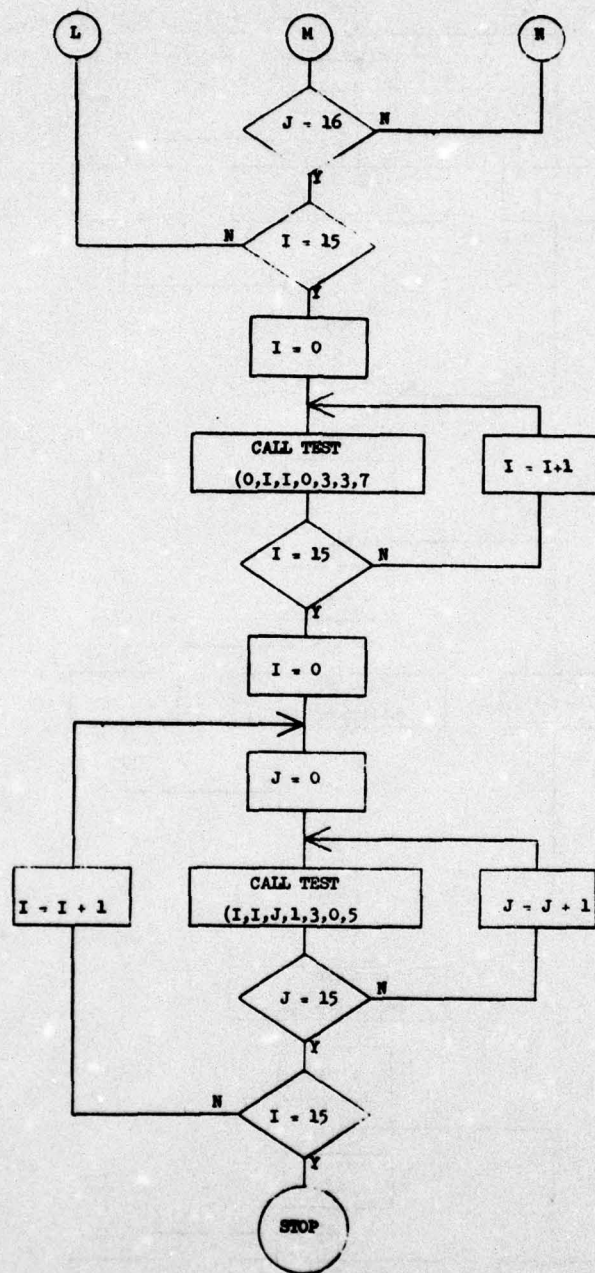 L
M
N
J = 16
N
Y
N
I = 15
Y
I = 0
CALL TEST
(0,I,I,0,3,3,7
I = I+1
I = 15
N
Y
I = 0
J = 0
I = I + 1
CALL TEST
(I,I,J,1,3,0,5
J = J + 1
J = 15
N
Y
N
I = 15
Y
STOP